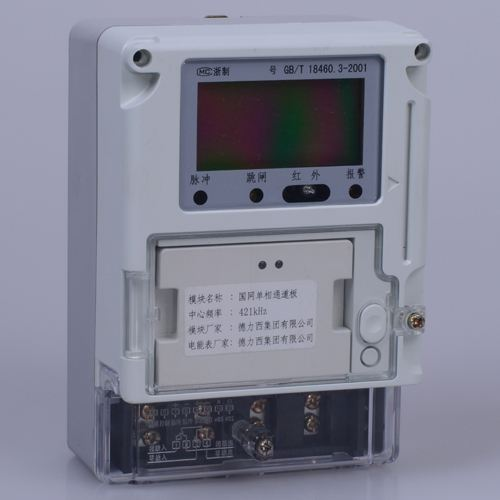 MC 浙制 号 GB/T 18460.3-2001
脉冲 跳闸 红 外 报警
模块名称 : 国网单相通道板
中心频率 : 421kHz
模块厂家 : 德力西集团有限公司
电能表厂家: 德力西集团有限公司